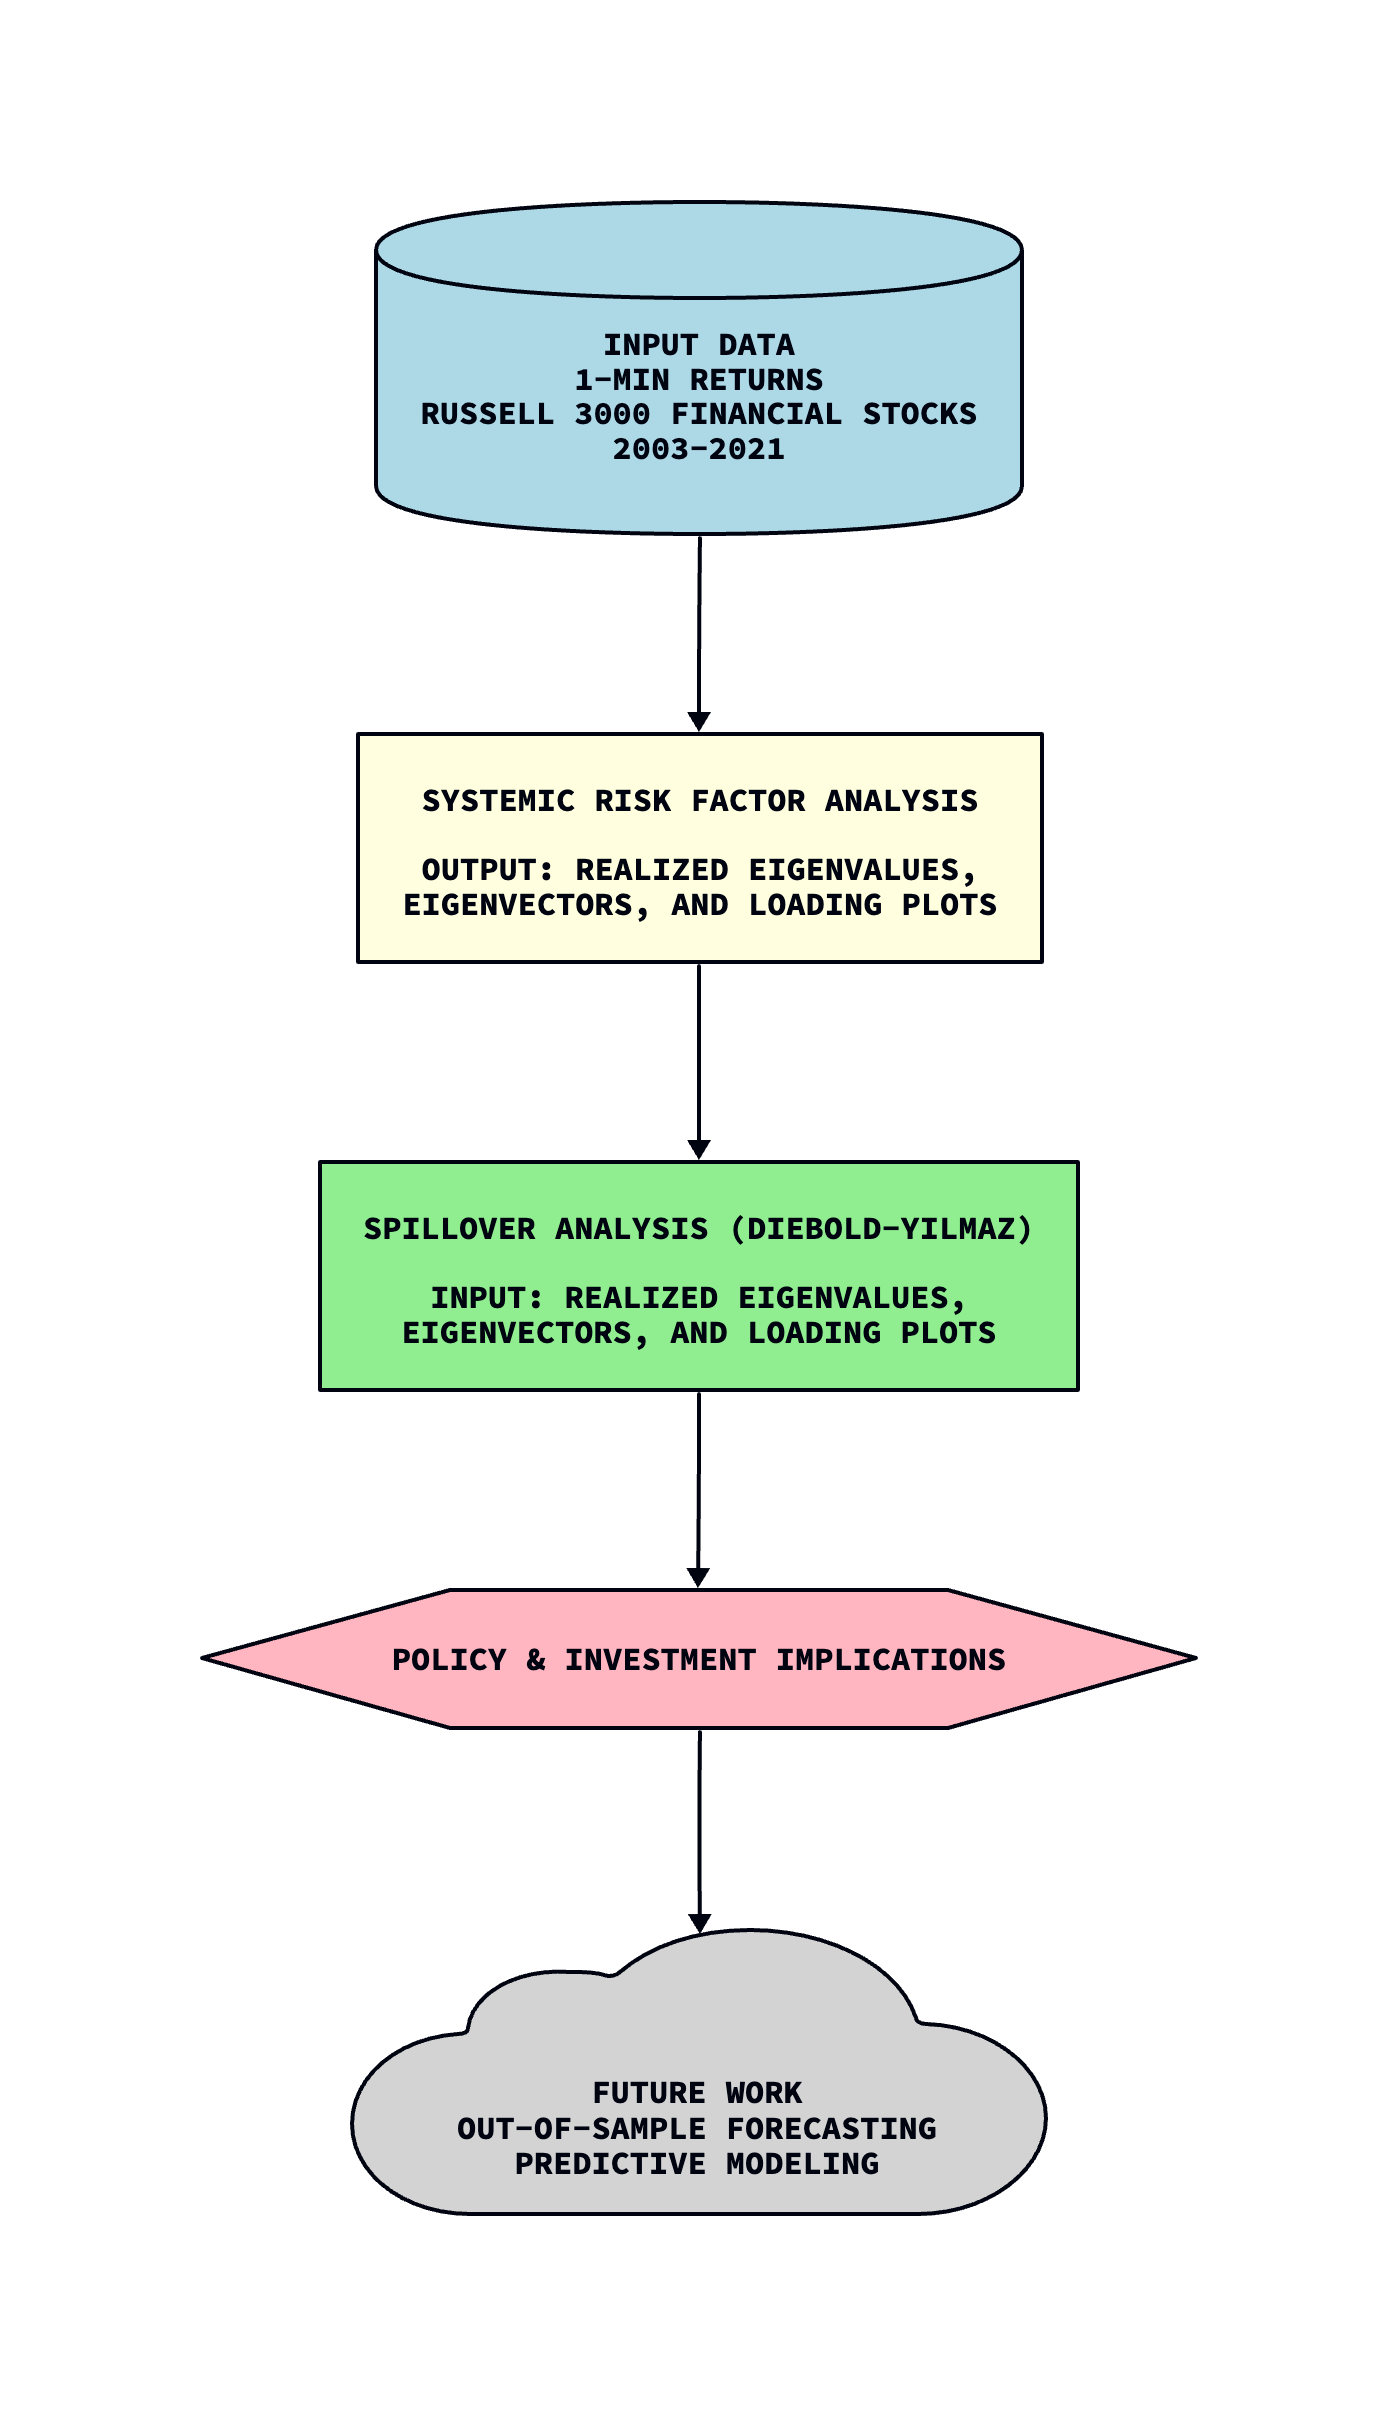 INPUT DATA
1-MIN RETURNS
RUSSELL 3000 FINANCIAL STOCKS
2003-2021
SYSTEMIC RISK FACTOR ANALYSIS
OUTPUT: REALIZED EIGENVALUES,
EIGENVECTORS, AND LOADING PLOTS
SPILLOVER ANALYSIS (DIEBOLD-YILMAZ)
INPUT: REALIZED EIGENVALUES,
EIGENVECTORS, AND LOADING PLOTS
POLICY & INVESTMENT IMPLICATIONS
FUTURE WORK
OUT-OF-SAMPLE FORECASTING
PREDICTIVE MODELING